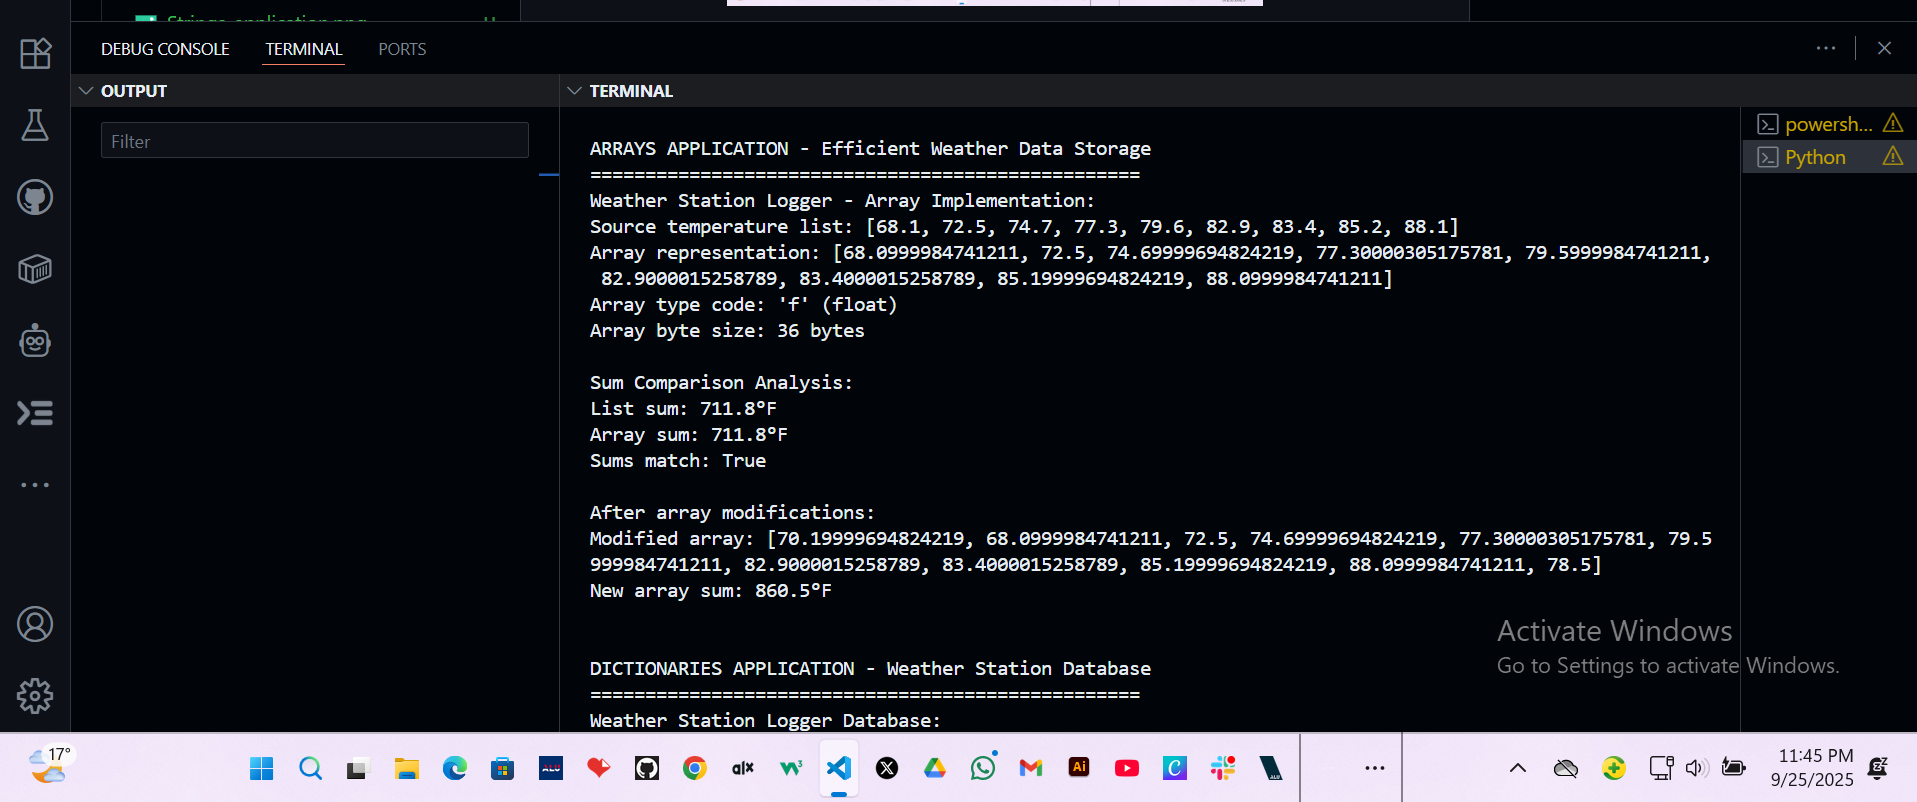 DEBUG CONSOLE TERMINAL PORTS
OUTPUT
Filter
TERMINAL
ARRAYS APPLICATION - Efficient Weather Data Storage
==================================================
Weather Station Logger - Array Implementation:
Source temperature list: [68.1, 72.5, 74.7, 77.3, 79.6, 82.9, 83.4, 85.2, 88.1]
Array representation: [68.0999984741211, 72.5, 74.69999694824219, 77.30000305175781, 79.5999984741211,
82.9000015258789, 83.4000015258789, 85.19999694824219, 88.0999984741211]
Array type code: 'f' (float)
Array byte size: 36 bytes
Sum Comparison Analysis:
List sum: 711.8°F
Array sum: 711.8°F
Sums match: True
After array modifications:
Modified array: [70.19999694824219, 68.0999984741211, 72.5, 74.69999694824219, 77.30000305175781, 79.5
999984741211, 82.9000015258789, 83.4000015258789, 85.19999694824219, 88.0999984741211, 78.5]
New array sum: 860.5°F
DICTIONARIES APPLICATION - Weather Station Database
==================================================
Weather Station Logger Database:
powersh...
Python
Activate Windows
Go to Settings to activate Windows.
17°
ALU
alx
w3
Ai
ALU
11:45 PM
9/25/2025